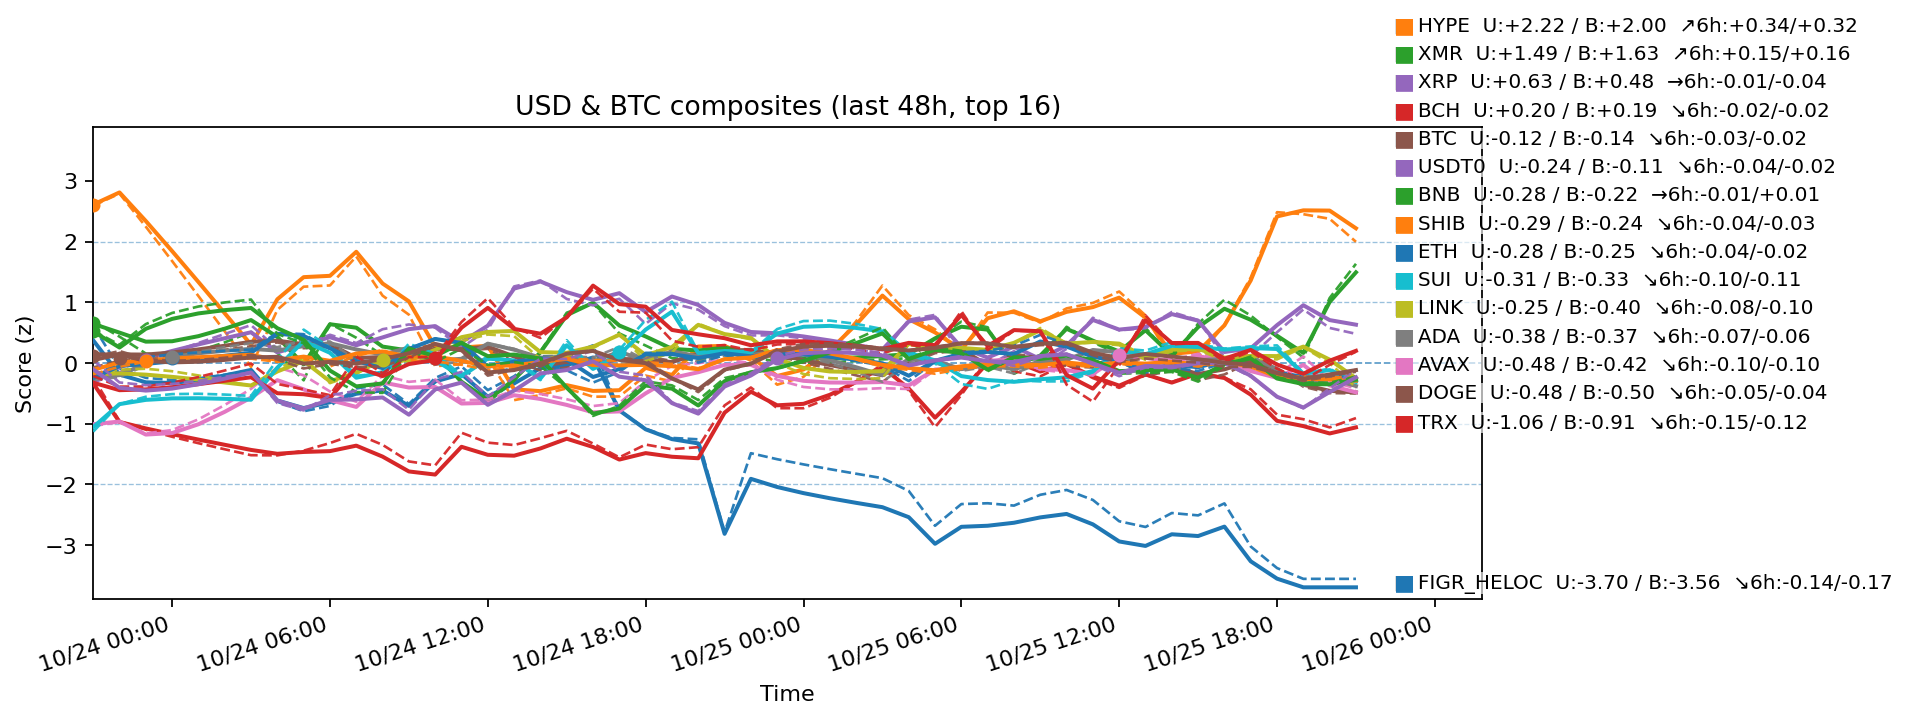 HYPE  U:+2.22 / B:+2.00  ↗6h:+0.34/+0.32
XMR  U:+1.49 / B:+1.63  ↗6h:+0.15/+0.16
XRP  U:+0.63 / B:+0.48  →6h:-0.01/-0.04
USD & BTC composites (last 48h, top 16)
BCH  U:+0.20 / B:+0.19  ↘6h:-0.02/-0.02
BTC  U:-0.12 / B:-0.14  ↘6h:-0.03/-0.02
USDT0  U:-0.24 / B:-0.11  ↘6h:-0.04/-0.02
BNB  U:-0.28 / B:-0.22  →6h:-0.01/+0.01
SHIB  U:-0.29 / B:-0.24  ↘6h:-0.04/-0.03
ETH  U:-0.28 / B:-0.25  ↘6h:-0.04/-0.02
SUI  U:-0.31 / B:-0.33  ↘6h:-0.10/-0.11
LINK  U:-0.25 / B:-0.40  ↘6h:-0.08/-0.10
ADA  U:-0.38 / B:-0.37  ↘6h:-0.07/-0.06
AVAX  U:-0.48 / B:-0.42  ↘6h:-0.10/-0.10
DOGE  U:-0.48 / B:-0.50  ↘6h:-0.05/-0.04
TRX  U:-1.06 / B:-0.91  ↘6h:-0.15/-0.12
FIGR_HELOC  U:-3.70 / B:-3.56  ↘6h:-0.14/-0.17
Score (z)
3
2
1
0
−1
−2
−3
10/24 00:00
10/24 06:00
10/24 12:00
10/24 18:00
10/25 00:00
10/25 06:00
10/25 12:00
10/25 18:00
10/26 00:00
Time